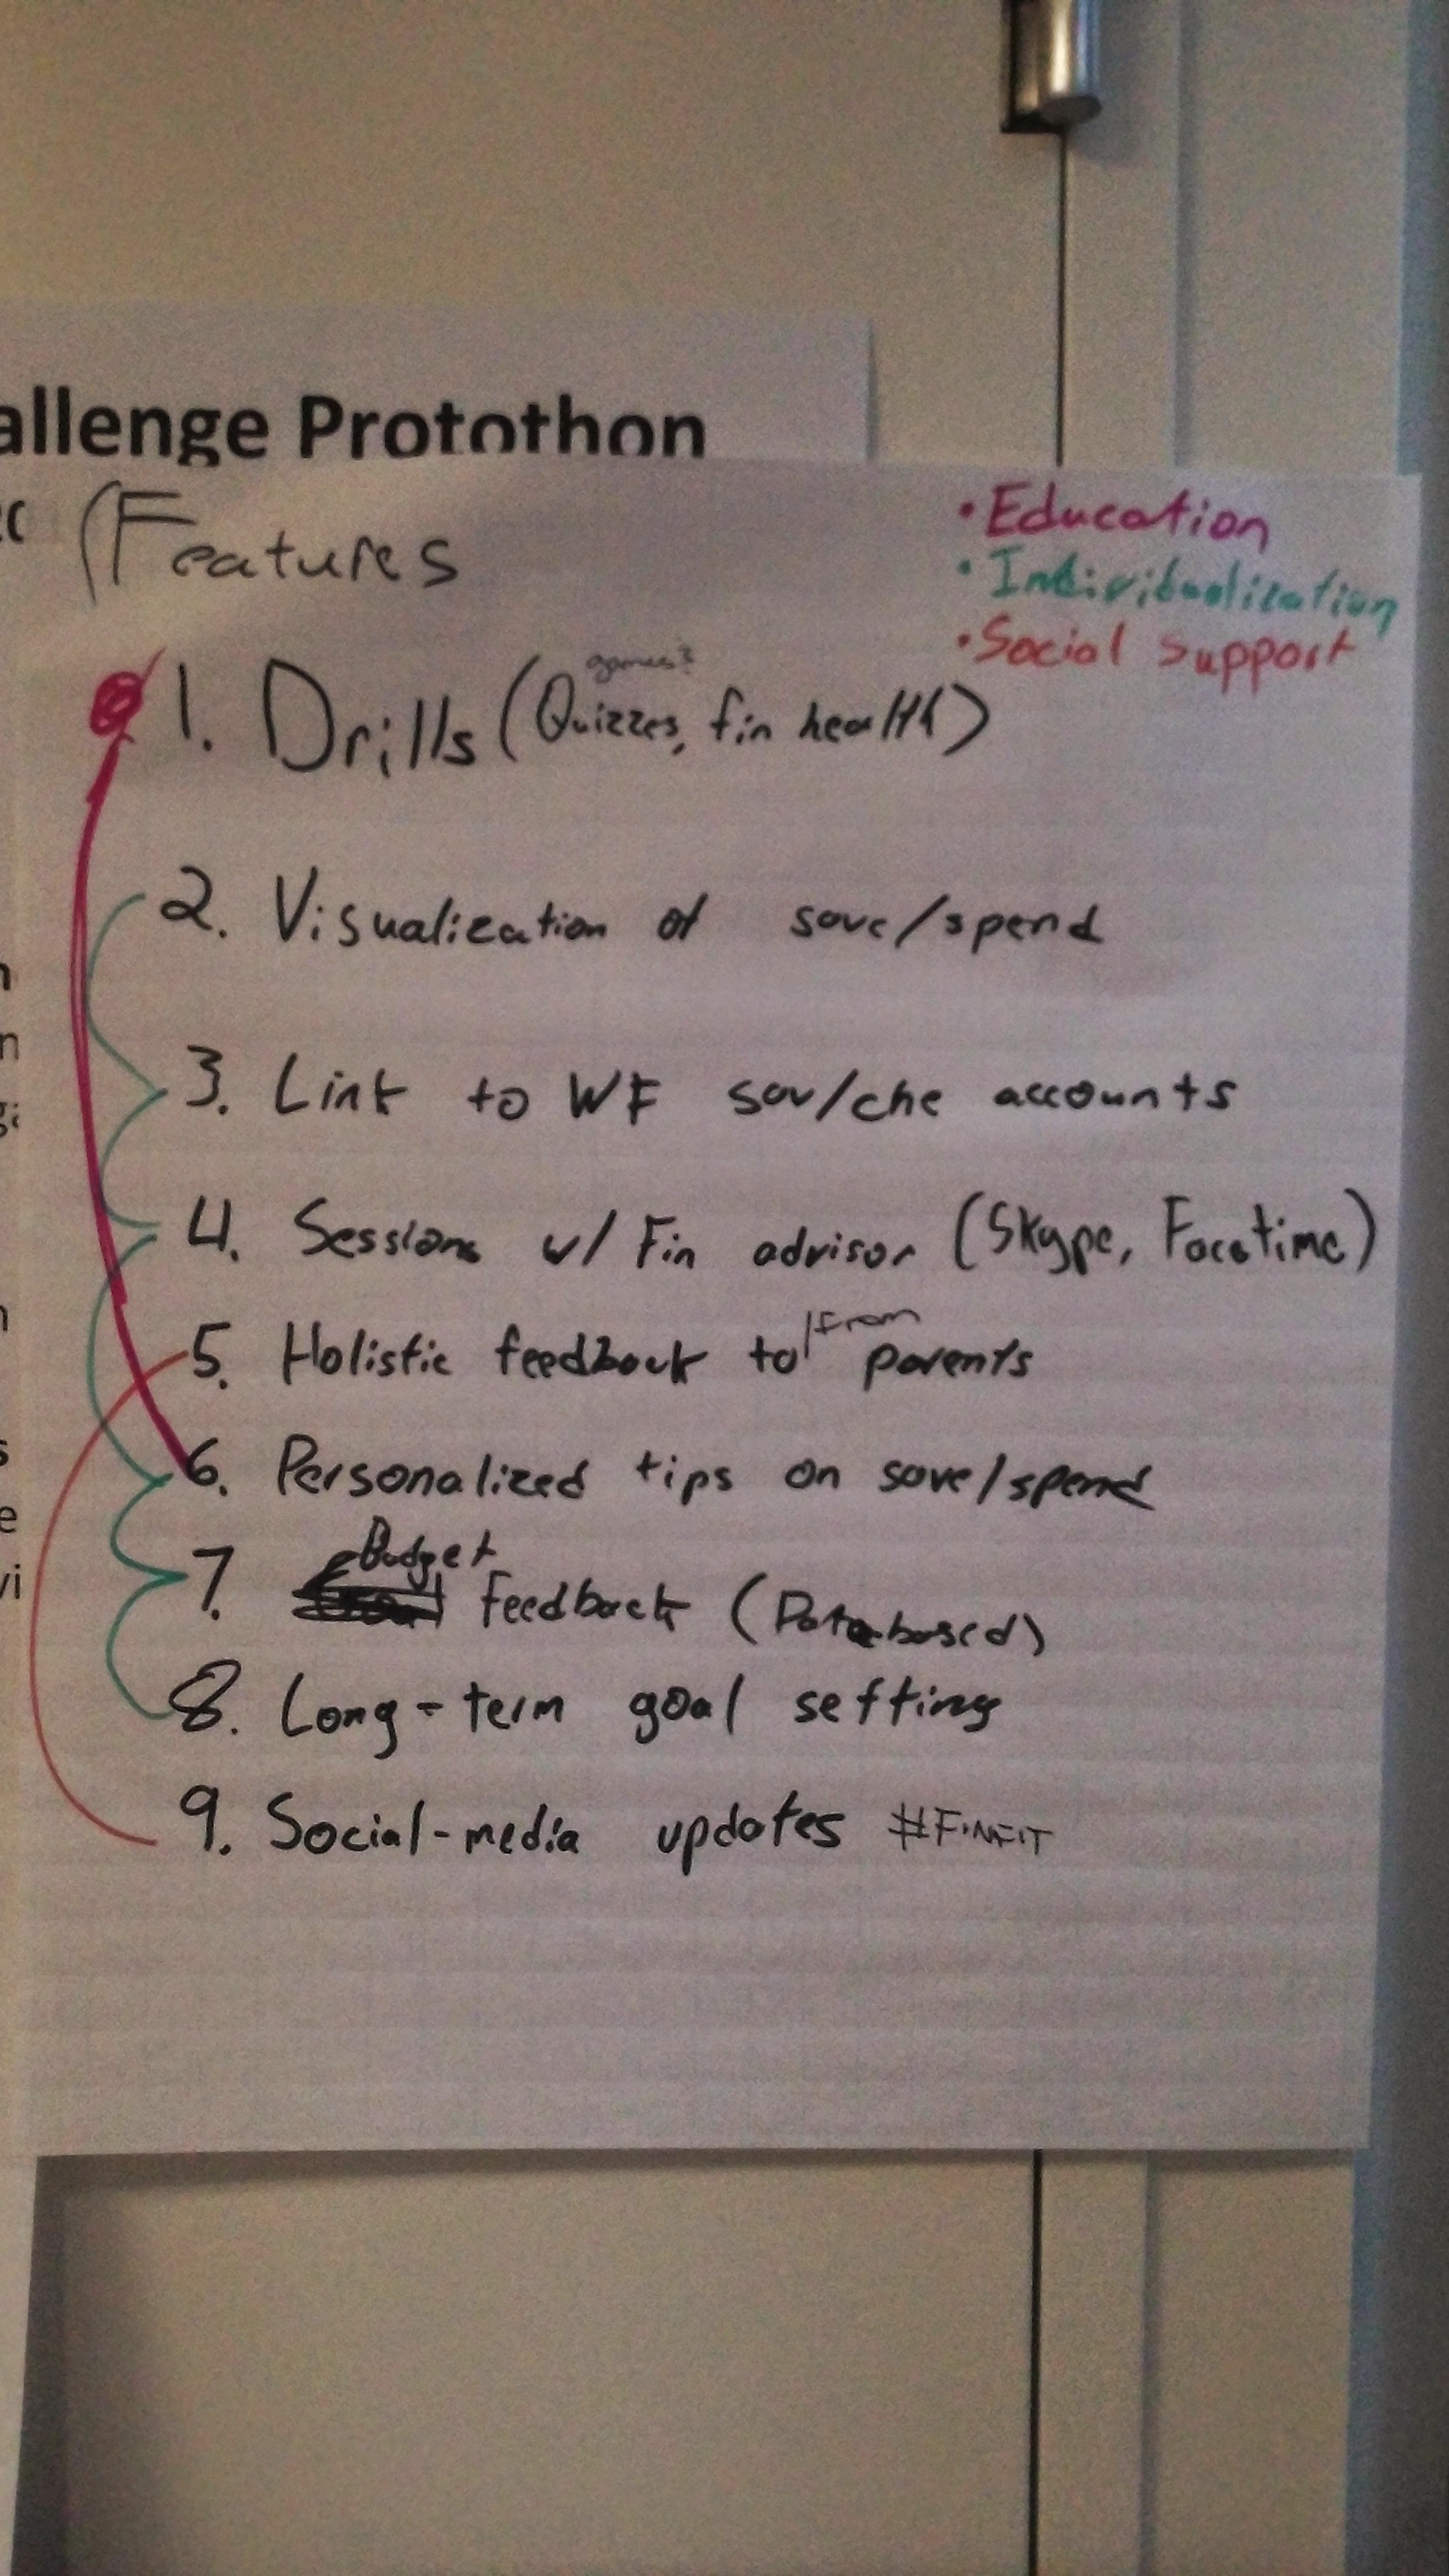 allenge Protothon
Features
• Education
• Individualization
• Social support
games?
1. Drills (Quizzes, fin health)
2. Visualization of save/spend
3. Link to WF sav/che accounts
4. Sessions w/ Fin advisor (Skype, Facetime)
/from
5. Holistic feedback to parents
6. Personalized tips on save/spend
Budget
7. Feedback (Data-based)
8. Long-term goal setting
9. Social-media updates #FINFIT